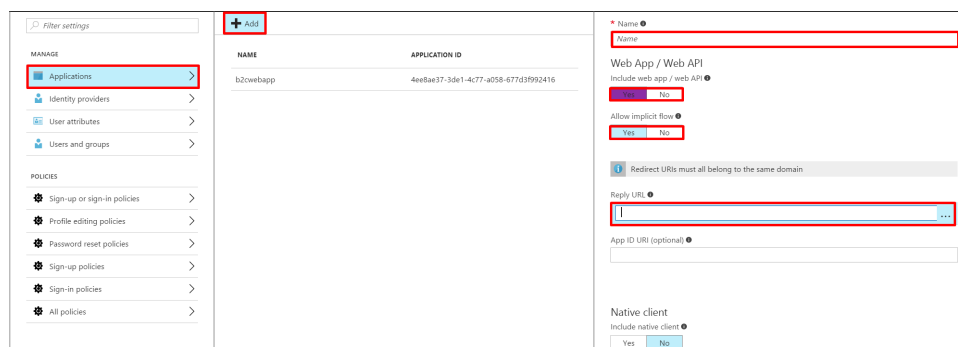 Filter settings
MANAGE
Applications
Identity providers
User attributes
Users and groups
POLICIES
Sign-up or sign-in policies
Profile editing policies
Password reset policies
Sign-up policies
Sign-in policies
All policies
Add
NAME APPLICATION ID
b2cwebapp 4ee8ae37-3de1-4c77-a058-677d3f992416
* Name
Name
Web App / Web API
Include web app / web API
Yes No
Allow implicit flow
Yes No
Redirect URIs must all belong to the same domain
Reply URL
...
App ID URI (optional)
Native client
Include native client
Yes No